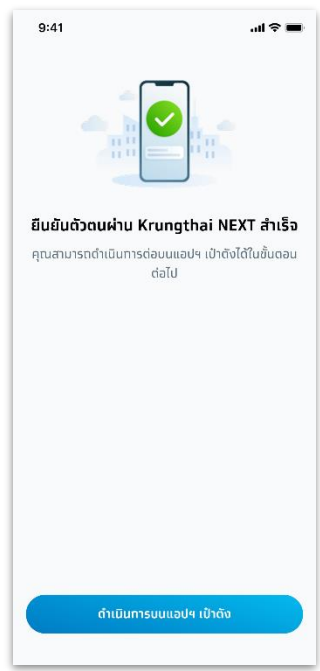 9:41
ยืนยันตัวตนผ่าน Krungthai NEXT สำเร็จ
คุณสามารถดำเนินการต่อบนแอปฯ เป๋าตังได้ในขั้นตอน
ต่อไป
ดำเนินการบนแอปฯ เป๋าตัง